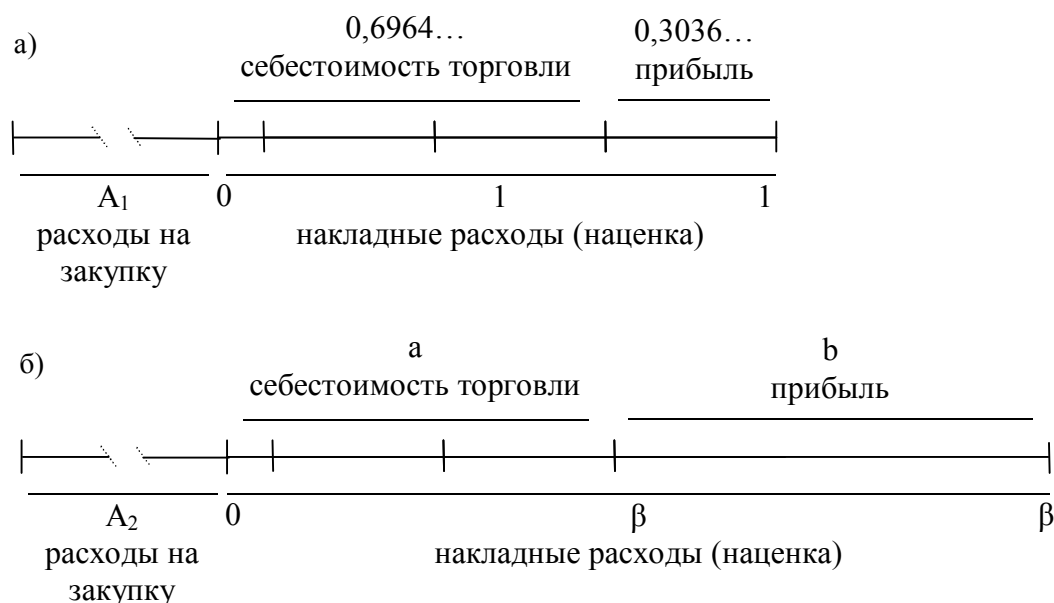 а)
0,6964…
себестоимость торговли
0,3036…
прибыль
A₁
расходы на
закупку
0
1
1
накладные расходы (наценка)
б)
a
себестоимость торговли
b
прибыль
A₂
расходы на
закупку
0
β
β
накладные расходы (наценка)